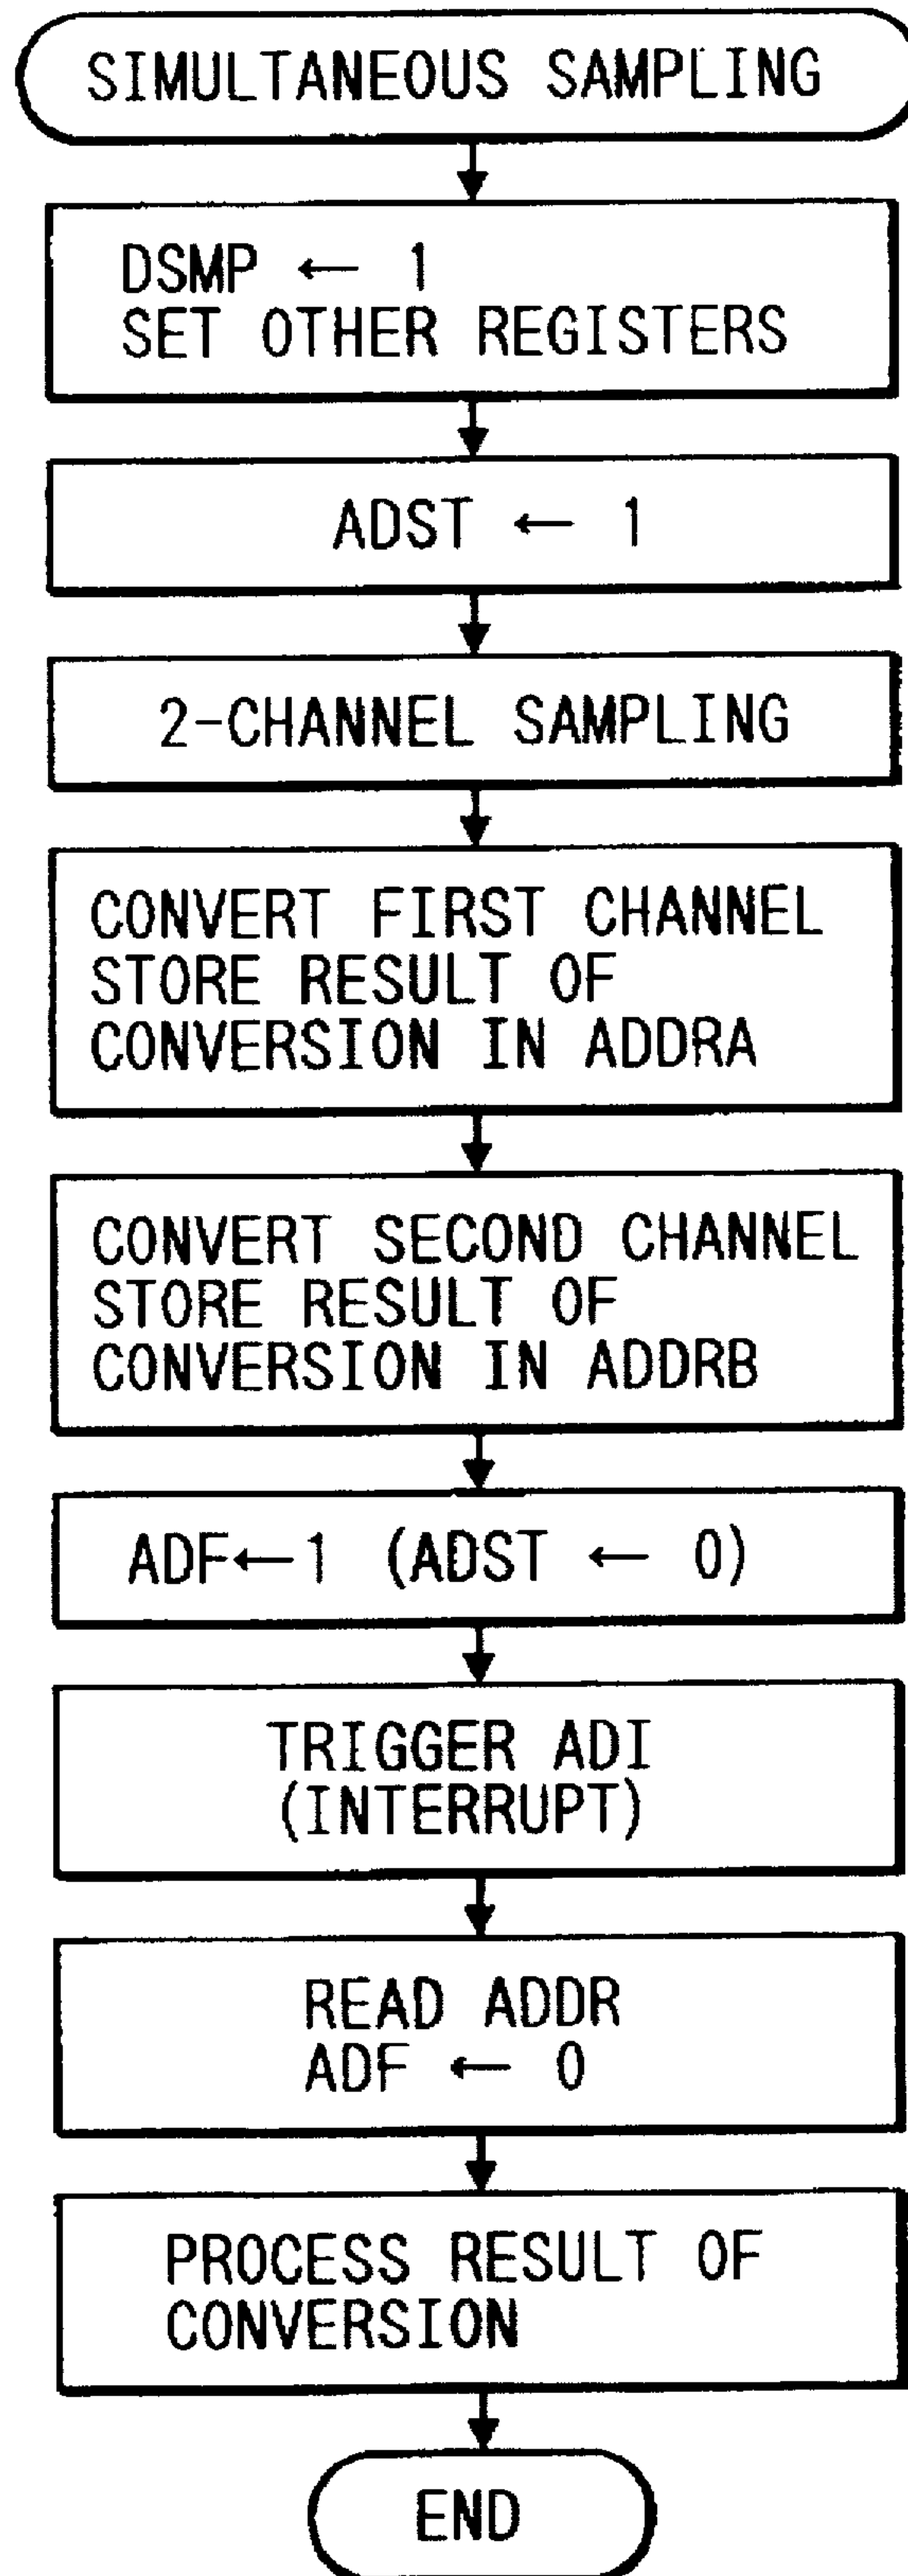 SIMULTANEOUS SAMPLING
DSMP ← 1
SET OTHER REGISTERS
ADST ← 1
2-CHANNEL SAMPLING
CONVERT FIRST CHANNEL
STORE RESULT OF
CONVERSION IN ADDRA
CONVERT SECOND CHANNEL
STORE RESULT OF
CONVERSION IN ADDRB
ADF←1 (ADST ← 0)
TRIGGER ADI
(INTERRUPT)
READ ADDR
ADF ← 0
PROCESS RESULT OF
CONVERSION
END